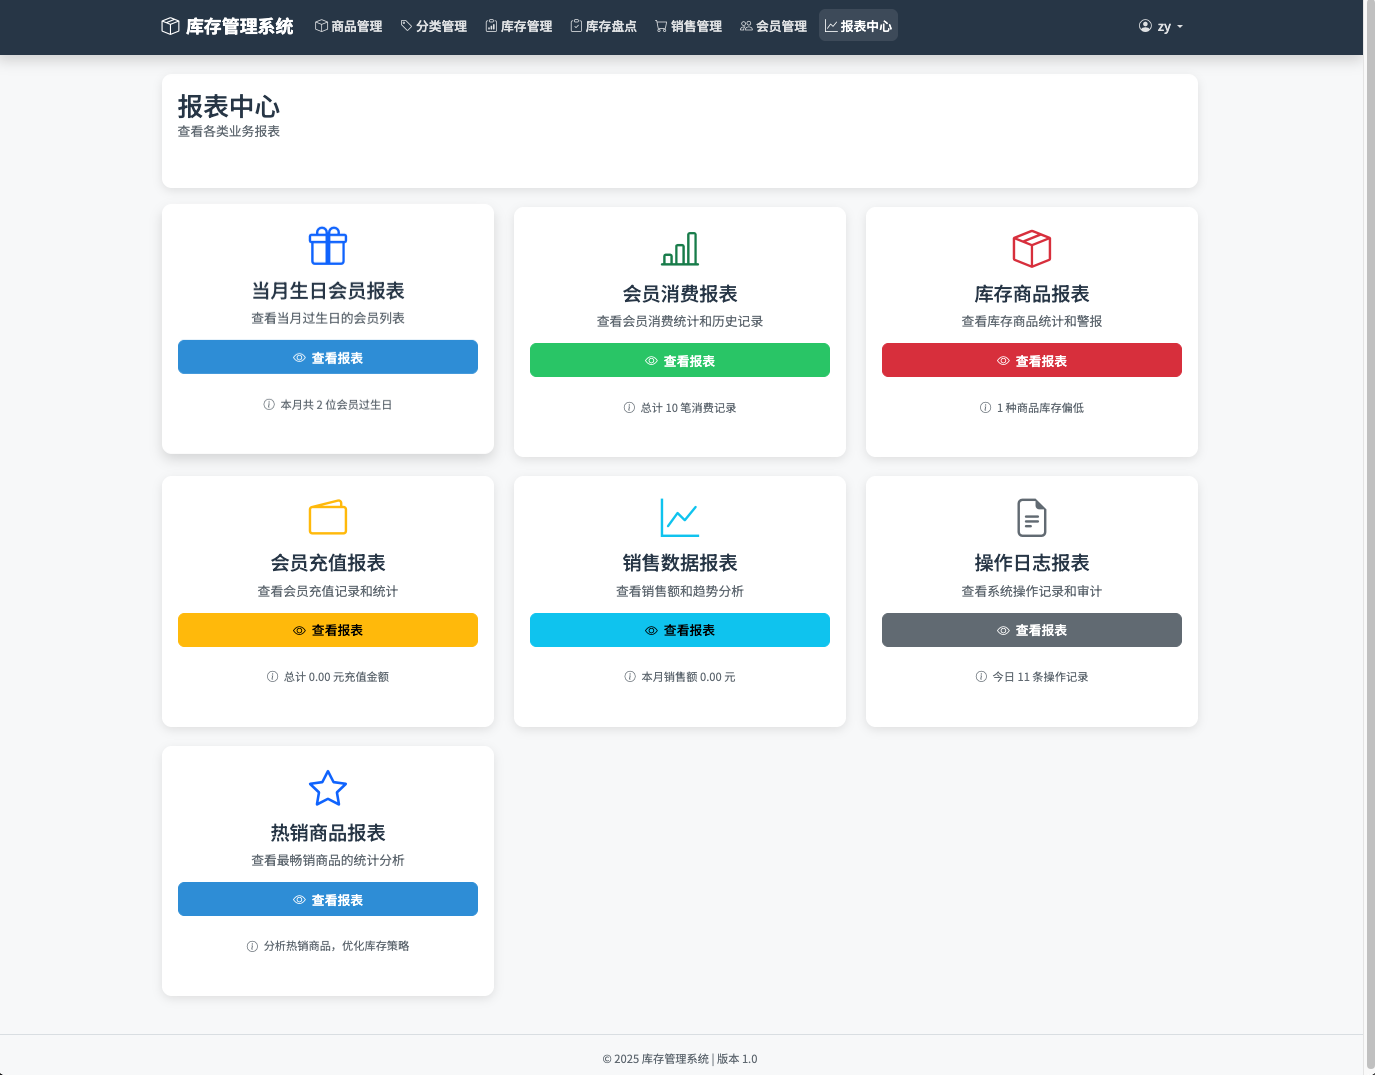 库存管理系统 商品管理 分类管理 库存管理 库存盘点 销售管理 会员管理 报表中心 zy
报表中心
查看各类业务报表
当月生日会员报表
查看当月过生日的会员列表
查看报表
本月共 2 位会员过生日
会员消费报表
查看会员消费统计和历史记录
查看报表
总计 10 笔消费记录
库存商品报表
查看库存商品统计和警报
查看报表
1 种商品库存偏低
会员充值报表
查看会员充值记录和统计
查看报表
总计 0.00 元充值金额
销售数据报表
查看销售额和趋势分析
查看报表
本月销售额 0.00 元
操作日志报表
查看系统操作记录和审计
查看报表
今日 11 条操作记录
热销商品报表
查看最畅销商品的统计分析
查看报表
分析热销商品，优化库存策略
© 2025 库存管理系统 | 版本 1.0